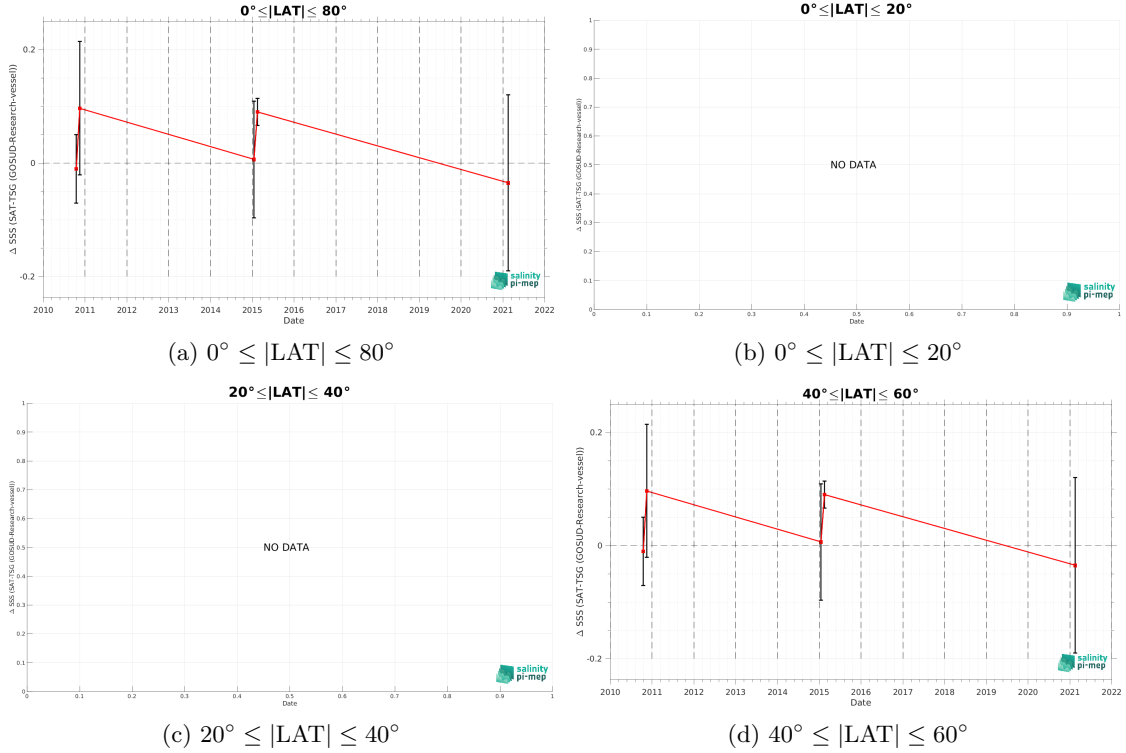 0°≤|LAT|≤ 80°
Δ SSS (SAT-TSG (GOSUD-Research-vessel))
0.2
0
-0.2
2010 2011 2012 2013 2014 2015 2016 2017 2018 2019 2020 2021 2022
Date
salinity
pi-mep
(a) 0° ≤ |LAT| ≤ 80°
0°≤|LAT|≤ 20°
Δ SSS (SAT-TSG (GOSUD-Research-vessel))
1
0.9
0.8
0.7
0.6
0.5
0.4
0.3
0.2
0.1
0
NO DATA
0 0.1 0.2 0.3 0.4 0.5 0.6 0.7 0.8 0.9 1
Date
salinity
pi-mep
(b) 0° ≤ |LAT| ≤ 20°
20°≤|LAT|≤ 40°
Δ SSS (SAT-TSG (GOSUD-Research-vessel))
1
0.9
0.8
0.7
0.6
0.5
0.4
0.3
0.2
0.1
0
NO DATA
0 0.1 0.2 0.3 0.4 0.5 0.6 0.7 0.8 0.9 1
Date
salinity
pi-mep
(c) 20° ≤ |LAT| ≤ 40°
40°≤|LAT|≤ 60°
Δ SSS (SAT-TSG (GOSUD-Research-vessel))
0.2
0
-0.2
2010 2011 2012 2013 2014 2015 2016 2017 2018 2019 2020 2021 2022
Date
salinity
pi-mep
(d) 40° ≤ |LAT| ≤ 60°